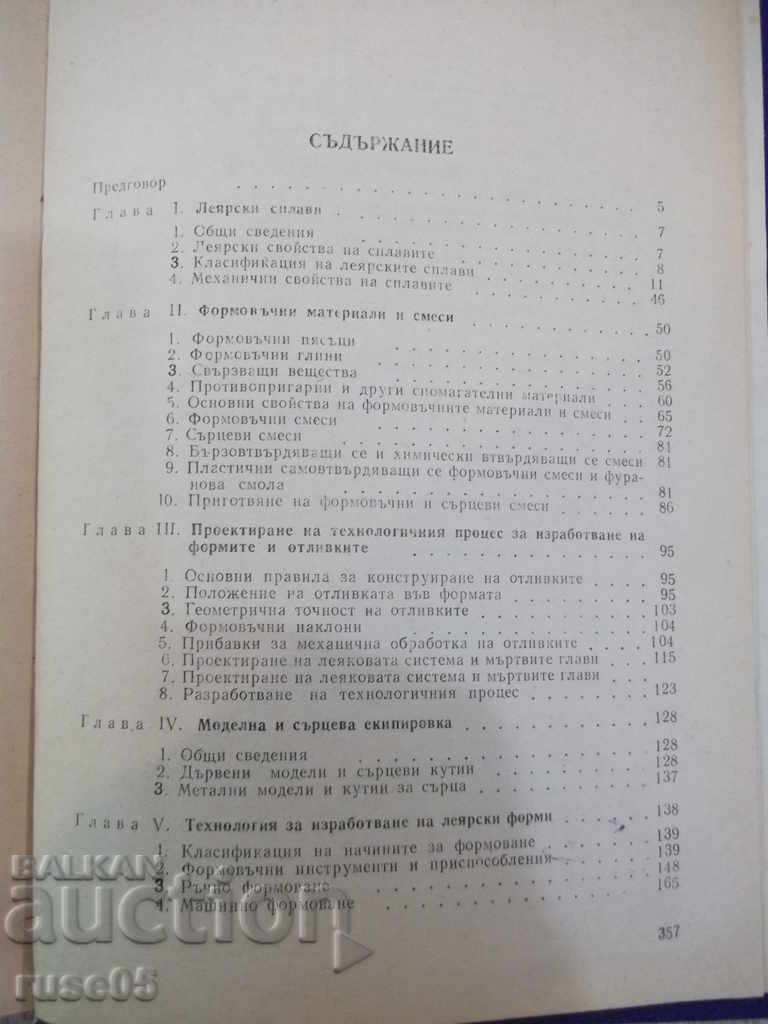 СЪДЪРЖАНИЕ
Предговор . . . 5
Глава I. Леярски сплави . . . 7
1. Общи сведения . . . 7
2. Леярски свойства на сплавите . . . 8
3. Класификация на леярските сплави . . . 11
4. Механични свойства на сплавите . . . 46
Глава II. Формовъчни материали и смеси . . . 50
1. Формовъчни пясъци . . . 50
2. Формовъчни глини . . . 52
3. Свързващи вещества . . . 56
4. Противопригарни и други спомагателни материали . . . 60
5. Основни свойства на формовъчните материали и смеси . . . 65
6. Формовъчни смеси . . . 72
7. Сърцеви смеси . . . 81
8. Бързовтвърдяващи се и химически втвърдяващи се смеси 81
9. Пластични самовтвърдяващи се формовъчни смеси и фура-
нова смола . . . 81
10. Приготвяне на формовъчни и сърцеви смеси . . . 86
Глава III. Проектиране на технологичния процес за изработване на
формите и отливките . . . 95
1. Основни правила за конструиране на отливките . . . 95
2. Положение на отливката във формата . . . 95
3. Геометрична точност на отливките . . . 103
4. Формовъчни наклони . . . 104
5. Прибавки за механична обработка на отливките . . . 104
6. Проектиране на леяковата система и мъртвите глави . . . 115
7. Проектиране на леяковата система и мъртвите глави . . .
8. Разработване на технологичния процес . . . 123
Глава IV. Моделна и сърцева екипировка . . . 128
1. Общи сведения . . . 128
2. Дървени модели и сърцеви кутии . . . 128
3. Метални модели и кутии за сърца . . . 137
Глава V. Технология за изработване на леярски форми . . . 138
1. Класификация на начините за формоване . . . 139
2. Формовъчни инструменти и приспособления . . . 139
3. Ръчно формоване . . . 148
4. Машинно формоване . . . 165
357
BALKAN
auction
ruse05